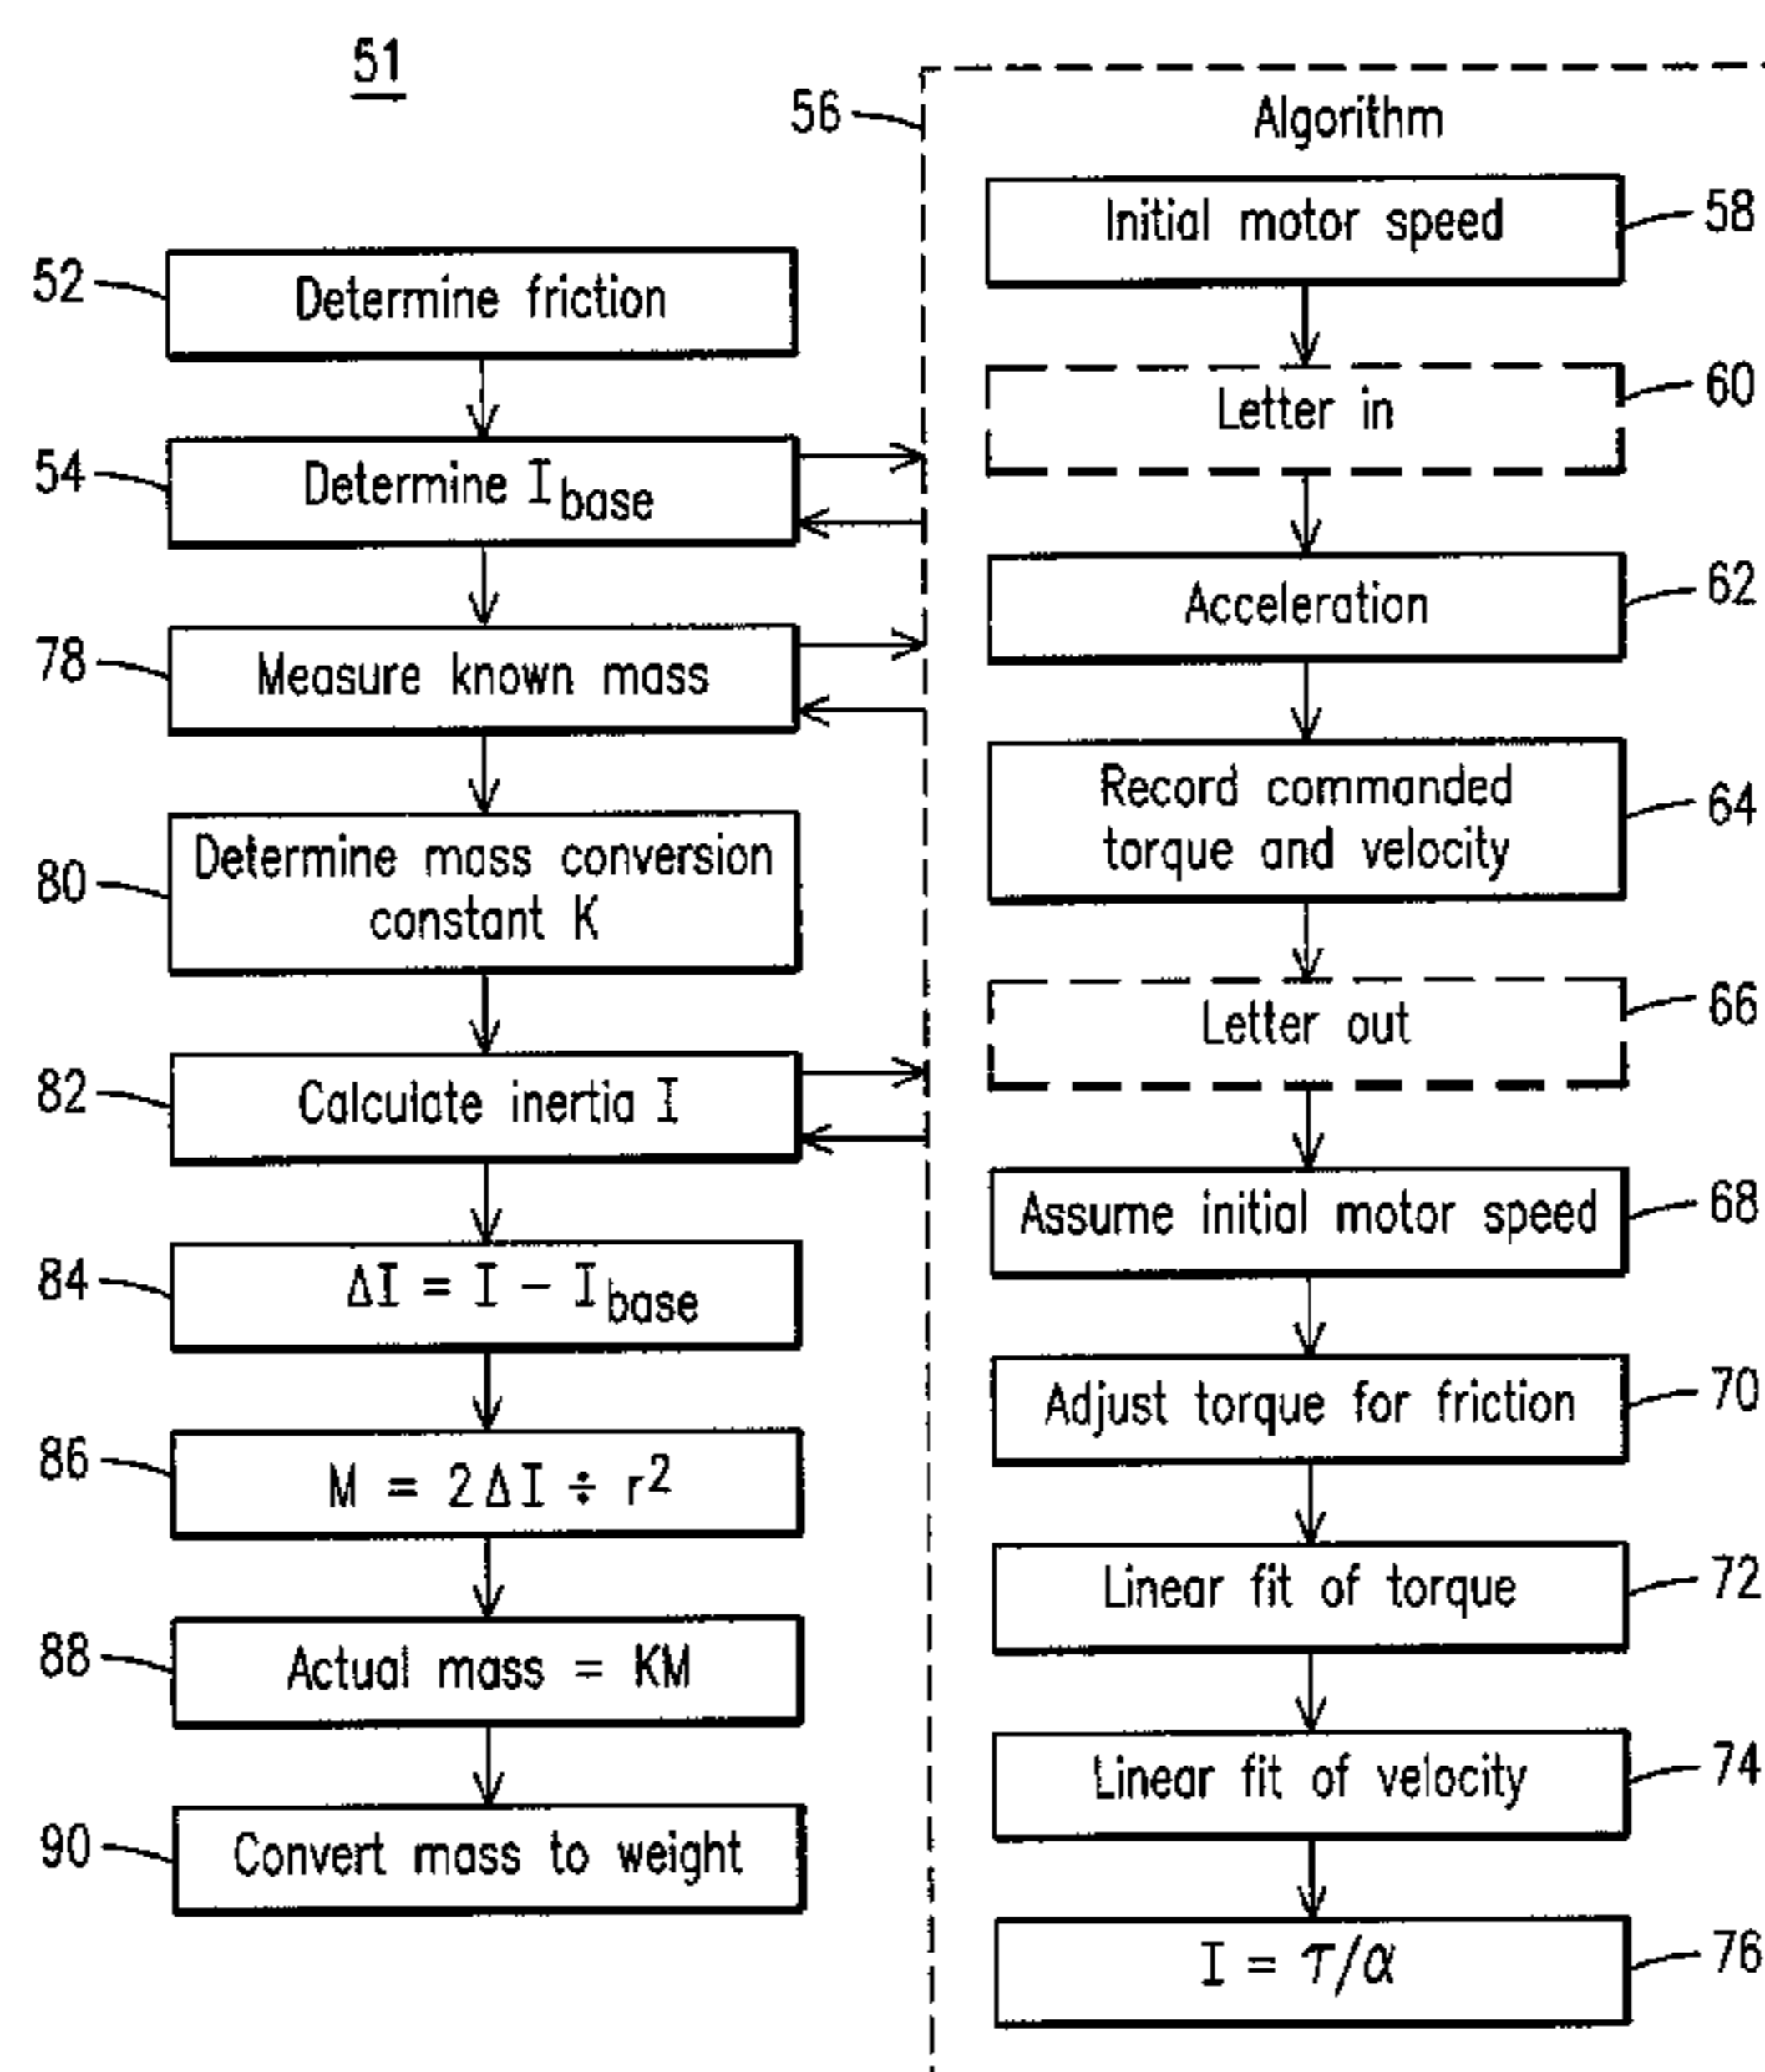 51
52
Determine friction
54
Determine I base
78
Measure known mass
80
Determine mass conversion
constant K
82
Calculate inertia I
84
ΔI = I − I base
86
M = 2ΔI ÷ r²
88
Actual mass = KM
90
Convert mass to weight
56
Algorithm
Initial motor speed
58
Letter in
60
Acceleration
62
Record commanded
torque and velocity
64
Letter out
66
Assume initial motor speed
68
Adjust torque for friction
70
Linear fit of torque
72
Linear fit of velocity
74
I = τ/α
76